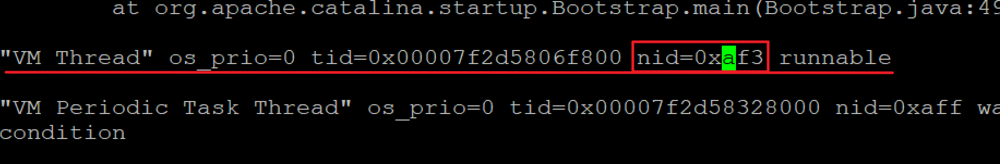 at org.apache.catalina.startup.Bootstrap.main(Bootstrap.java:49
"VM Thread" os_prio=0 tid=0x00007f2d5806f800 nid=0xaf3 runnable
"VM Periodic Task Thread" os_prio=0 tid=0x00007f2d58328000 nid=0xaff wa
condition